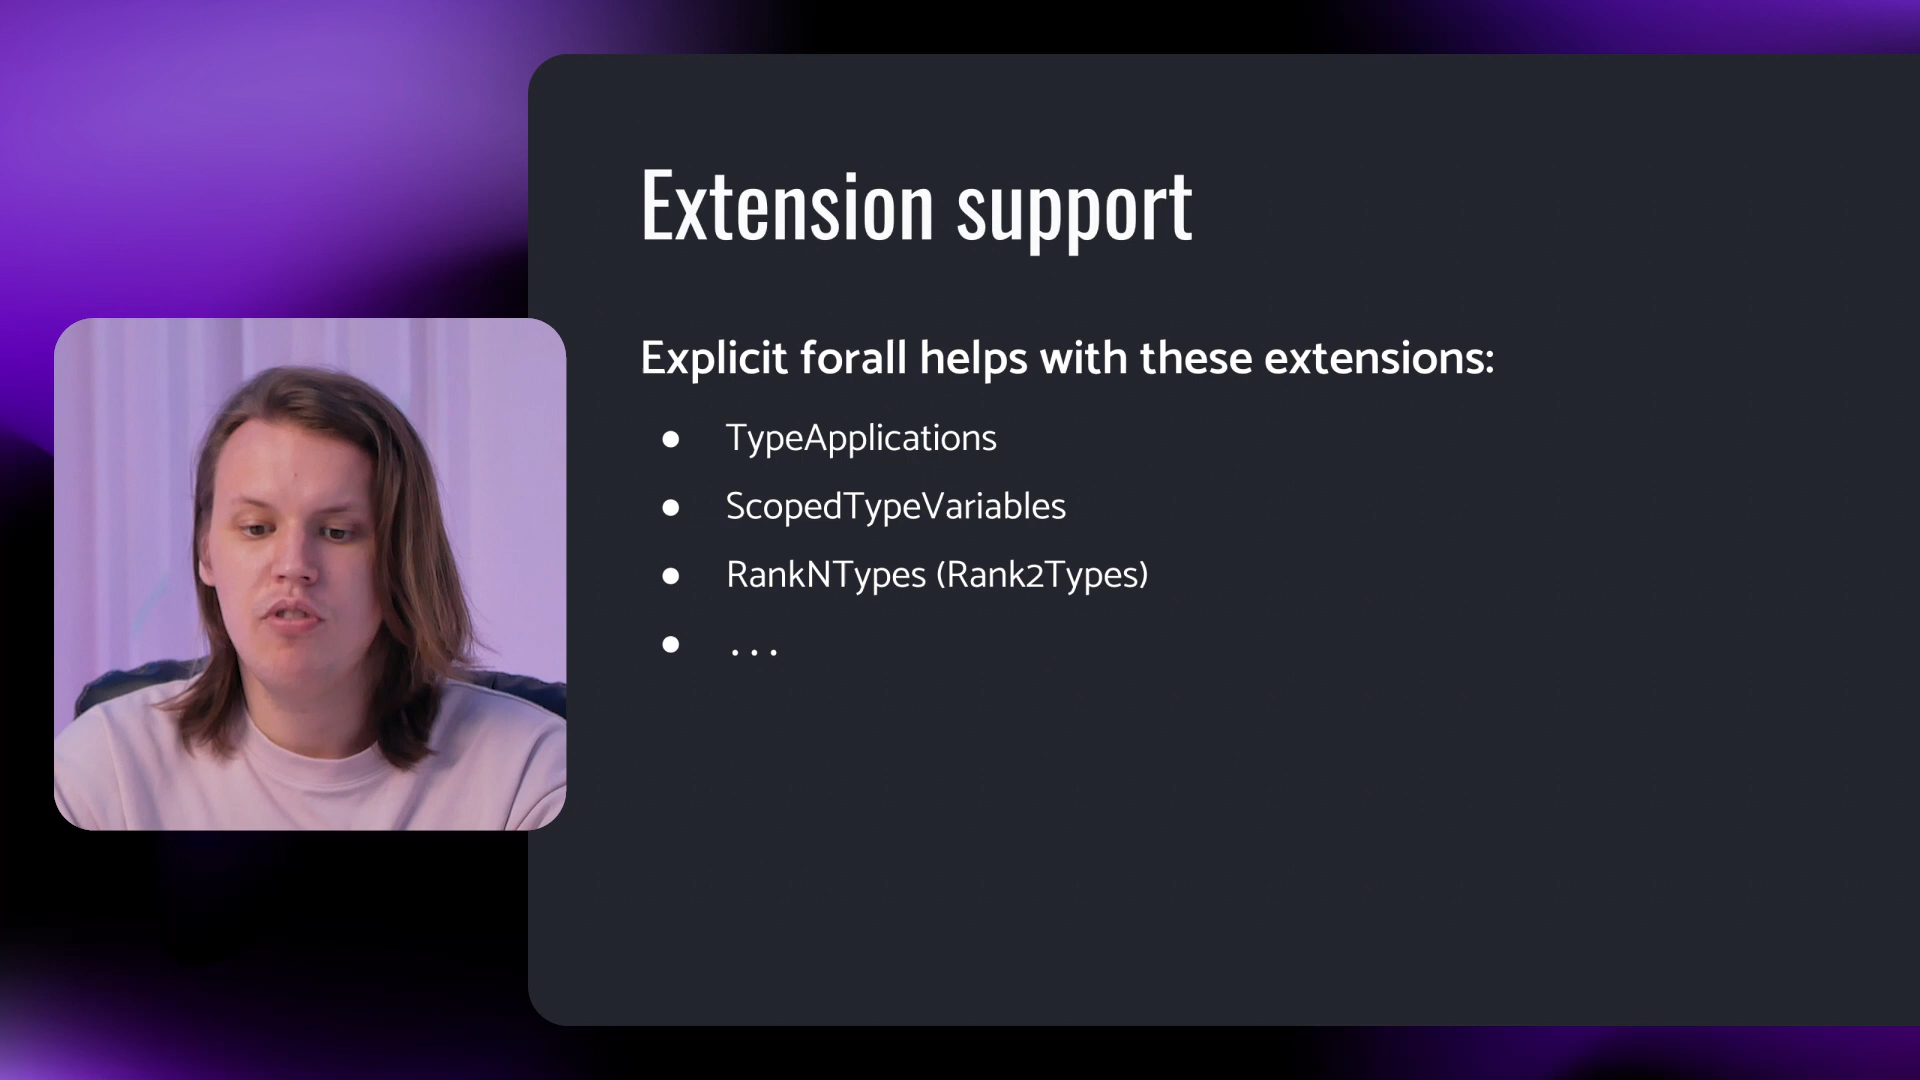 Extension support
Explicit forall helps with these extensions:
● TypeApplications
● ScopedTypeVariables
● RankNTypes (Rank2Types)
● ...